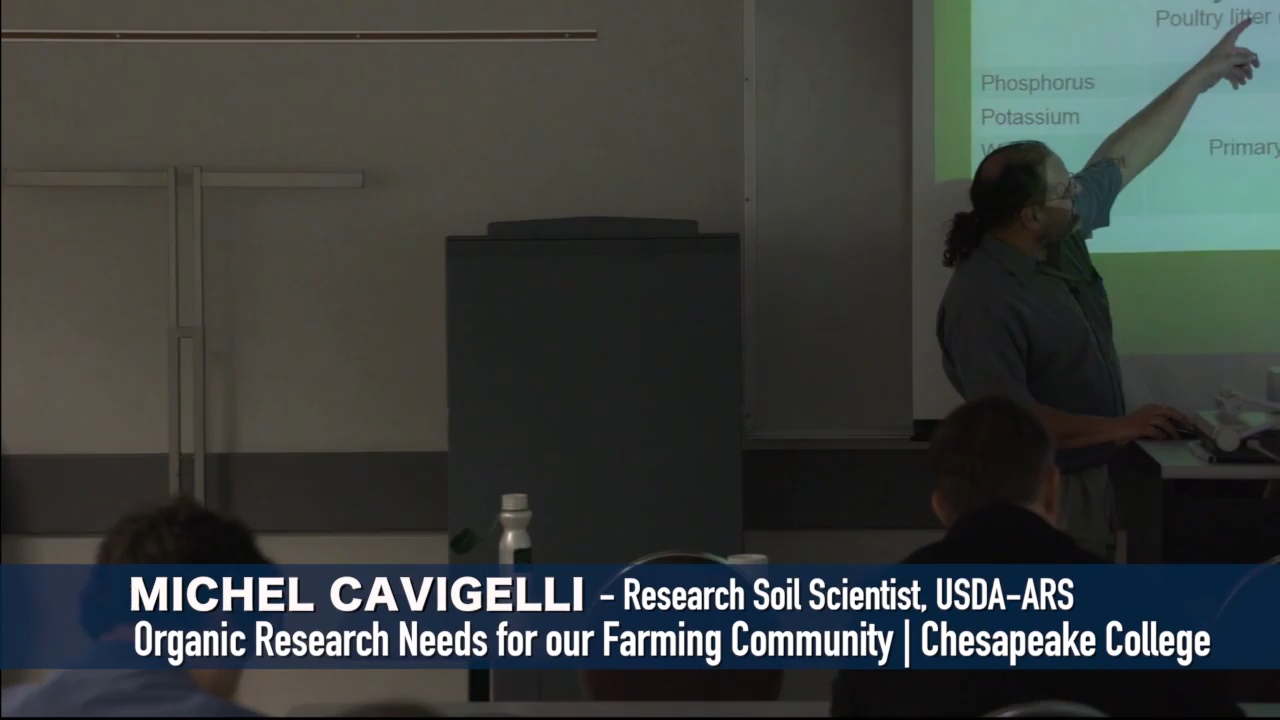 Poultry litter
Phosphorus
Potassium
Primary
MICHEL CAVIGELLI - Research Soil Scientist, USDA-ARS
Organic Research Needs for our Farming Community | Chesapeake College